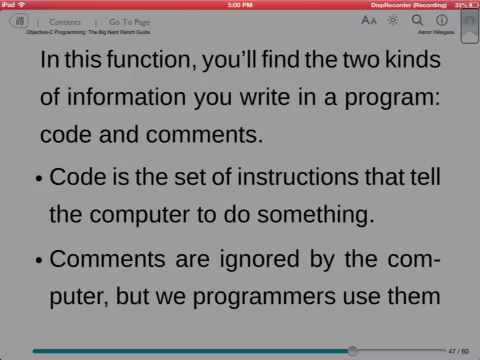 iPad 5:00 PM DispRecorder (Recording) 33%
Contents Go To Page AA
Objective-C Programming: The Big Nerd Ranch Guide Aaron Hillegass
In this function, you’ll find the two kinds
of information you write in a program:
code and comments.
• Code is the set of instructions that tell
the computer to do something.
• Comments are ignored by the com-
puter, but we programmers use them
47 / 60